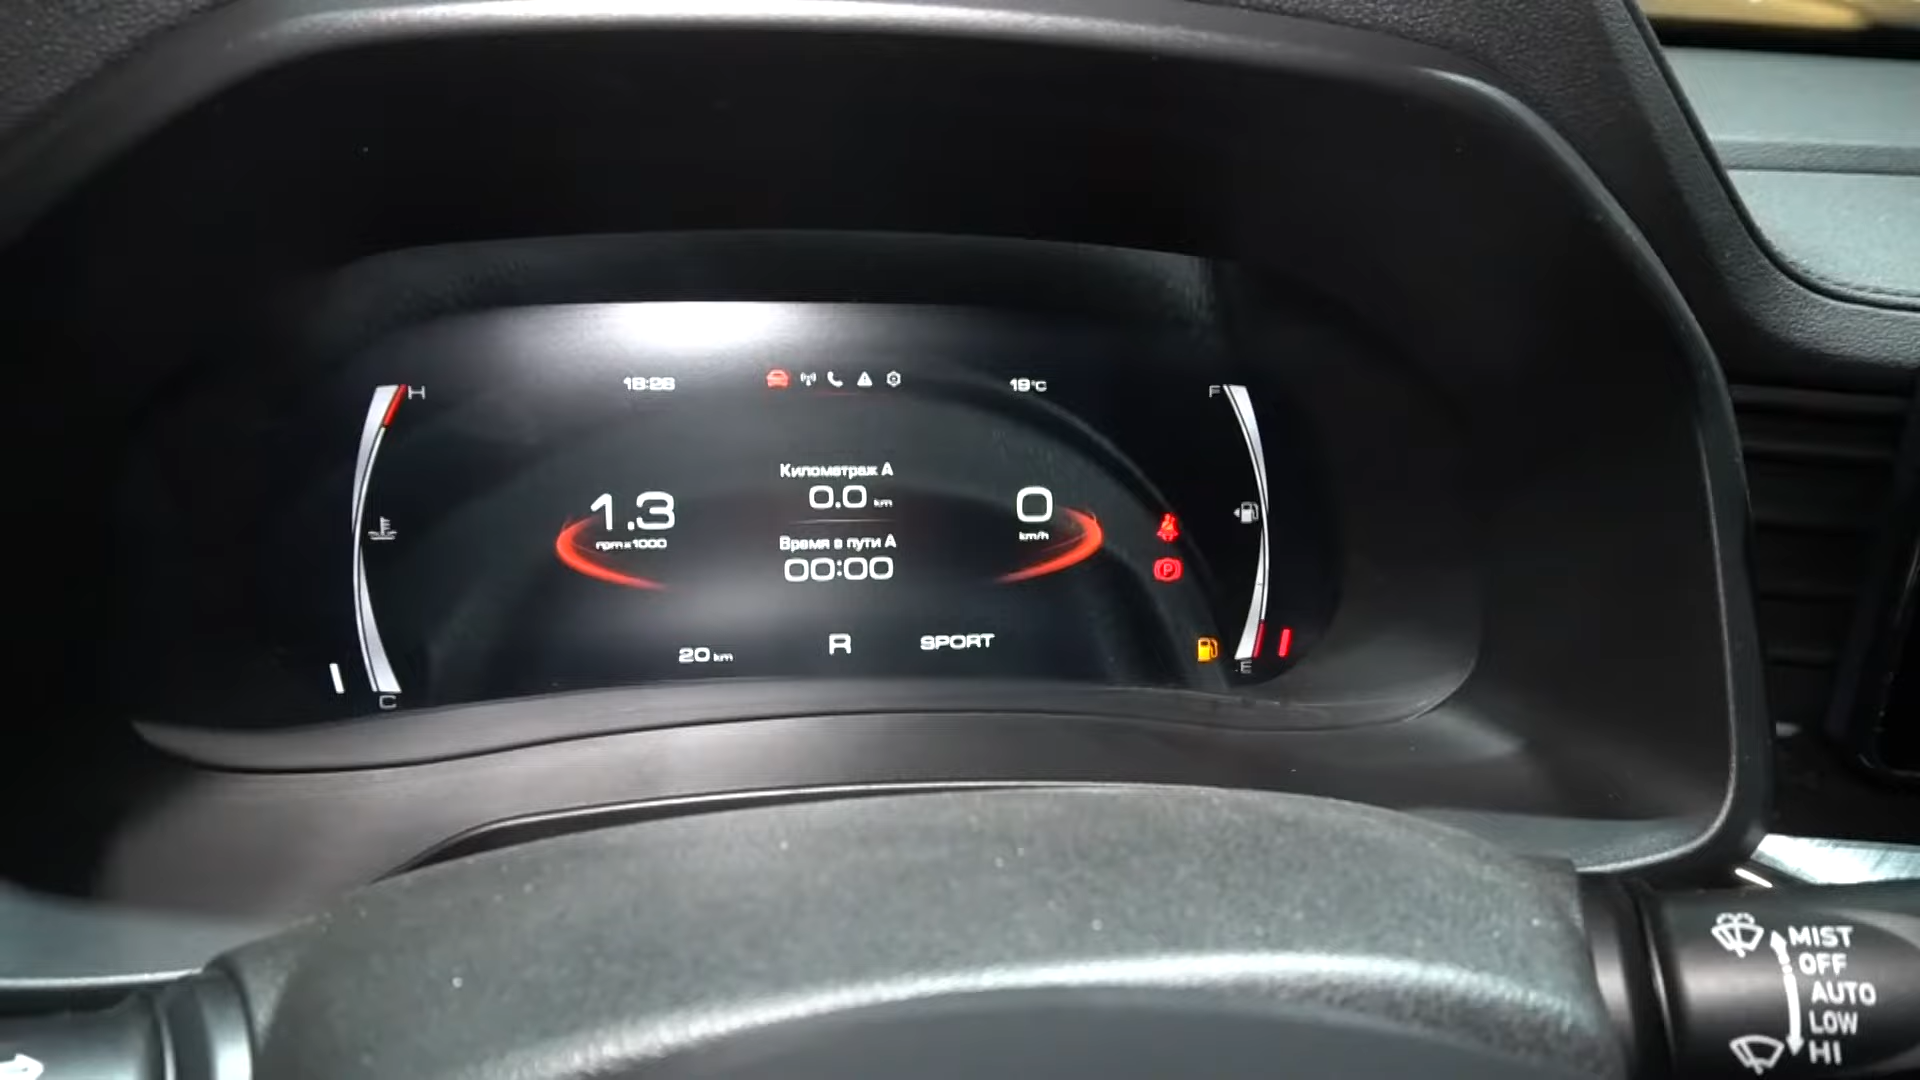 H
18:28
19°C
F
Километраж A
0.0 km
1.3
rpm x 1000
0
km/h
Время в пути A
00:00
P
20 km
R
SPORT
E
C
MIST
OFF
AUTO
LOW
HI